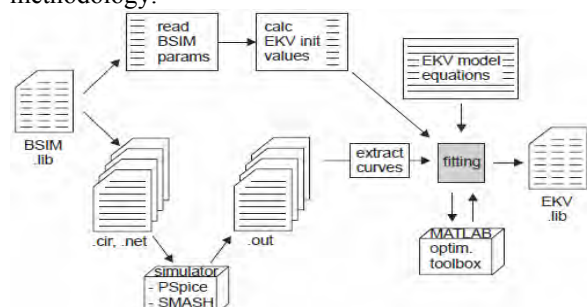 methodology.
read
BSIM
params
calc
EKV init
values
EKV model
equations
BSIM
.lib
extract
curves
fitting
EKV
.lib
.cir, .net
.out
MATLAB
optim.
toolbox
simulator
- PSpice
- SMASH